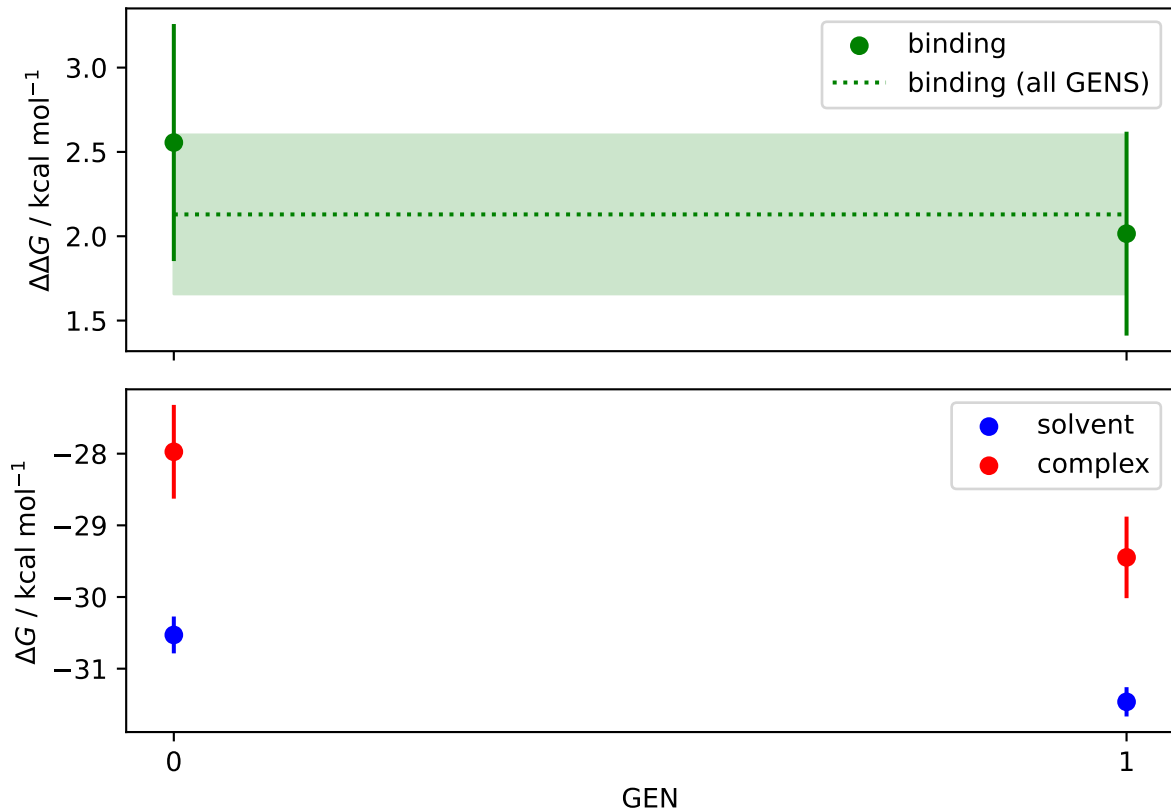 ΔΔG / kcal mol⁻¹
3.0
2.5
2.0
1.5
binding
binding (all GENS)
ΔG / kcal mol⁻¹
−28
−29
−30
−31
solvent
complex
0
1
GEN